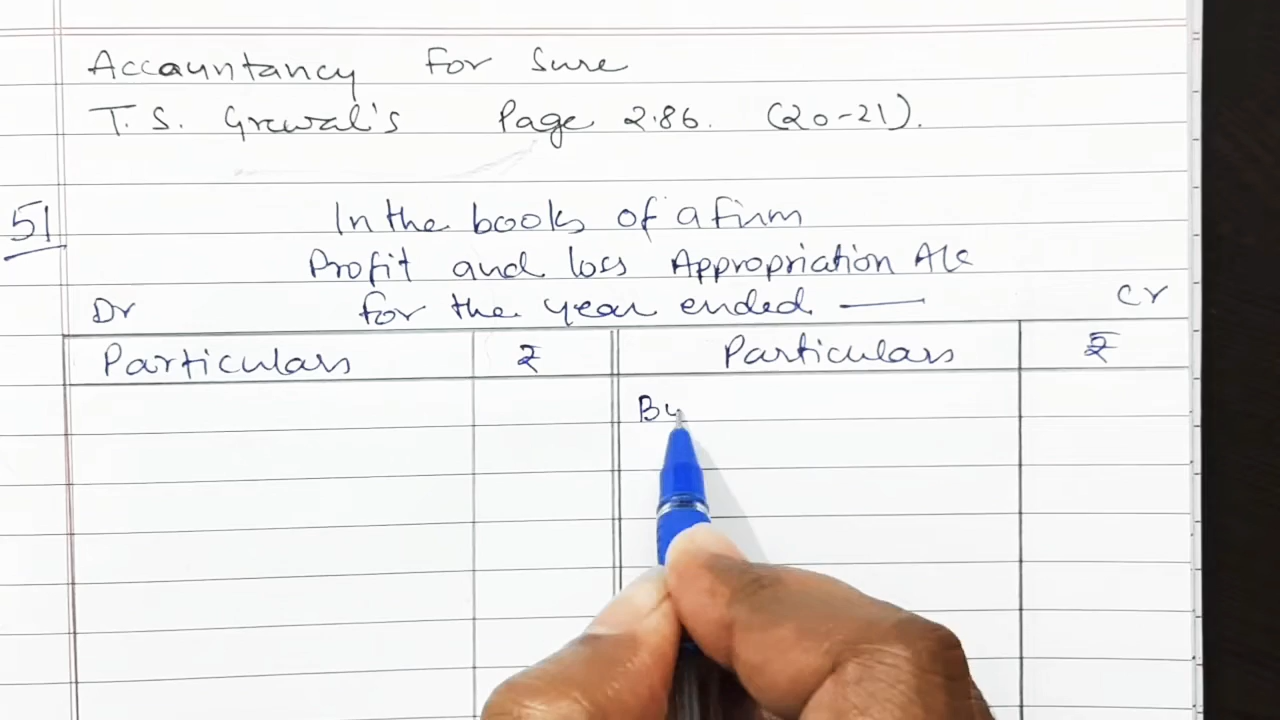 Accountancy For Sure
T. S. Grewal's Page 2.86. (20-21).
51 In the books of a firm
Profit and loss Appropriation A/c
Dr for the year ended —— Cr
Particulars ₹ Particulars ₹
By